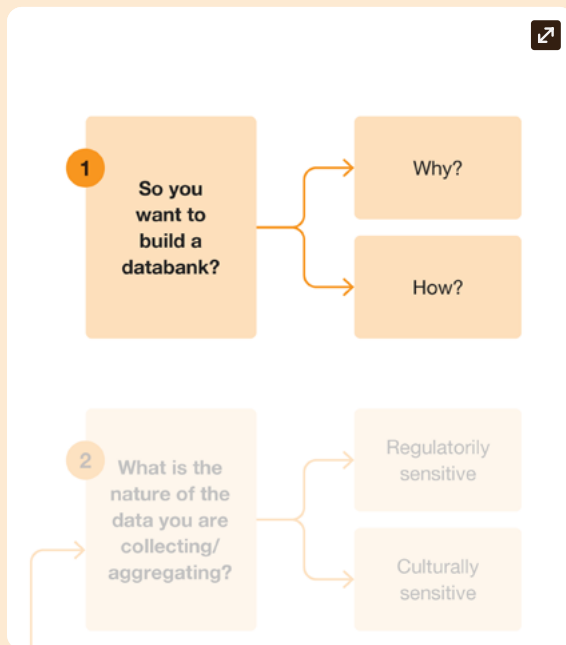 1
So you
want to
build a
databank?
Why?
How?
2
What is the
nature of the
data you are
collecting/
aggregating?
Regulatorily
sensitive
Culturally
sensitive